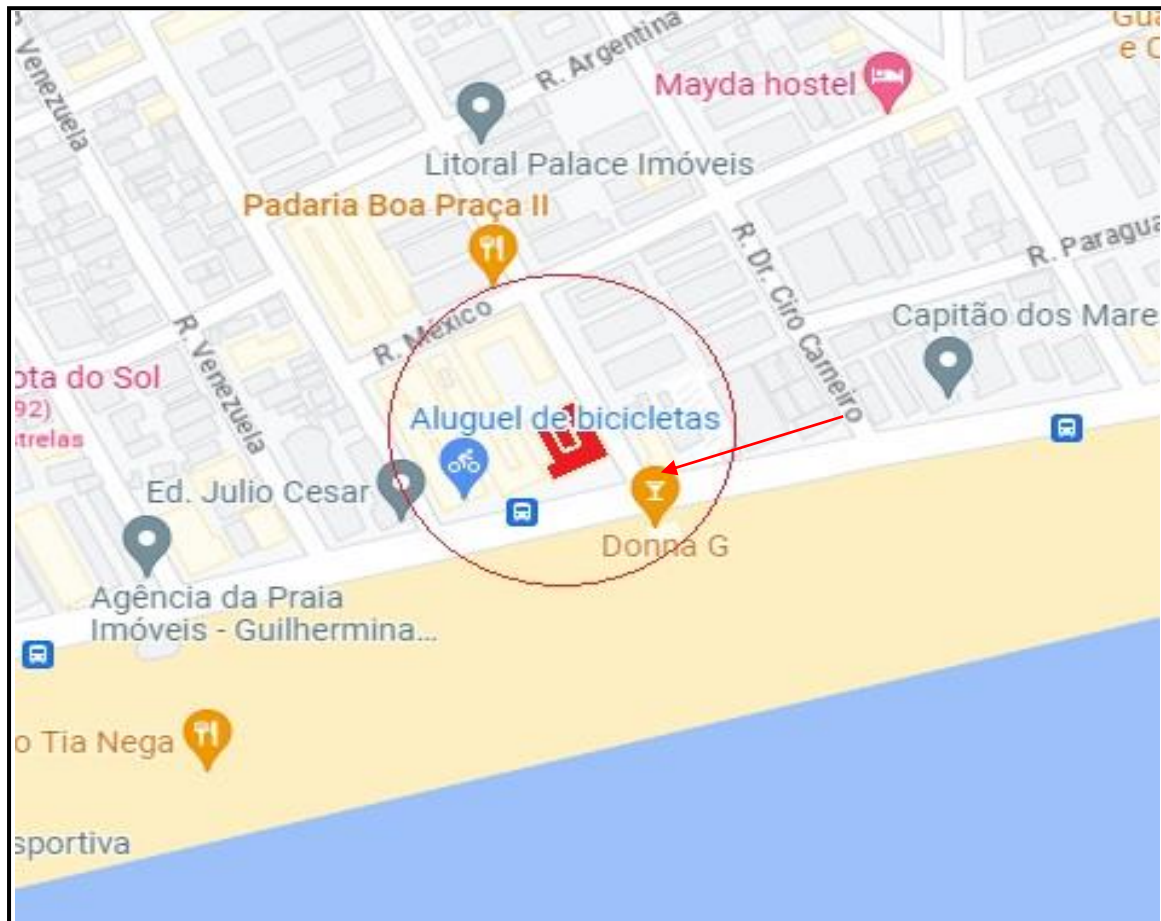 R. Argentina
Mayda hostel
Venezuela
Litoral Palace Imóveis
Padaria Boa Praça II
R. Dr. Ciro Carneiro
R. Paragua
R. México
R. Venezuela
Capitão dos Mare
ota do Sol
92)
strelas
Aluguel de bicicletas
Ed. Julio Cesar
Donna G
Agência da Praia
Imóveis - Guilhermina...
o Tia Nega
sportiva